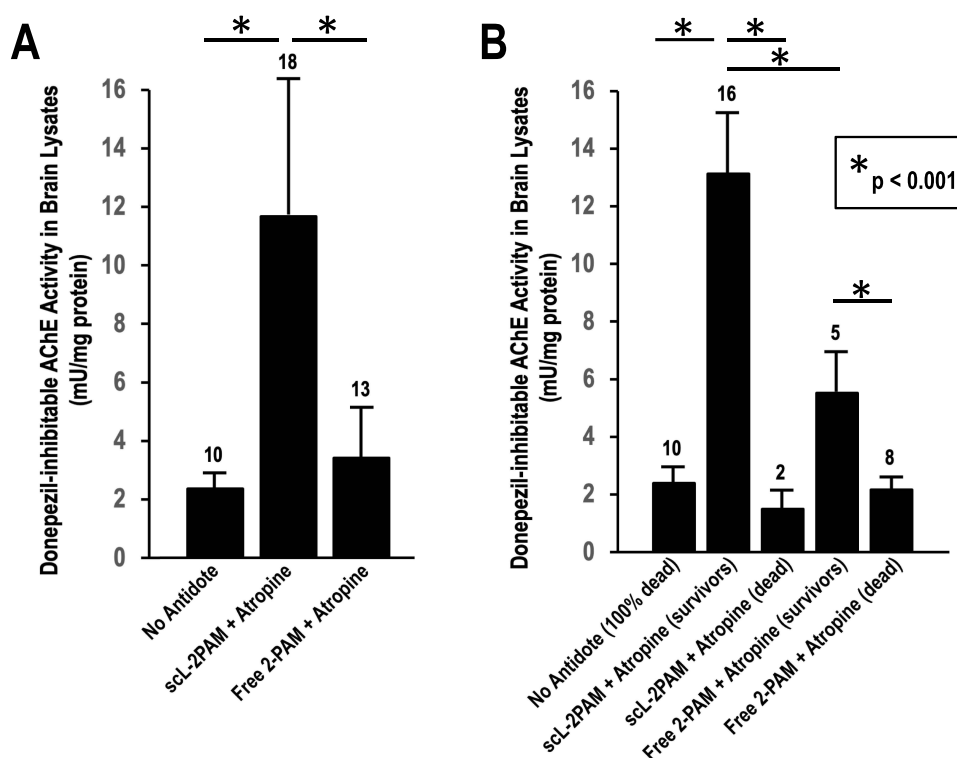 A
* *
18
16
14
12
10
8
6
4
2
0
10
13
Donepezil-inhibitable AChE Activity in Brain Lysates
(mU/mg protein)
No Antidote
scL-2PAM + Atropine
Free 2-PAM + Atropine
B
* *
*
16
16
14
12
10
8
6
4
2
0
10
2
*
5
8
* p < 0.001
Donepezil-inhibitable AChE Activity in Brain Lysates
(mU/mg protein)
No Antidote (100% dead)
scL-2PAM + Atropine (survivors)
scL-2PAM + Atropine (dead)
Free 2-PAM + Atropine (survivors)
Free 2-PAM + Atropine (dead)